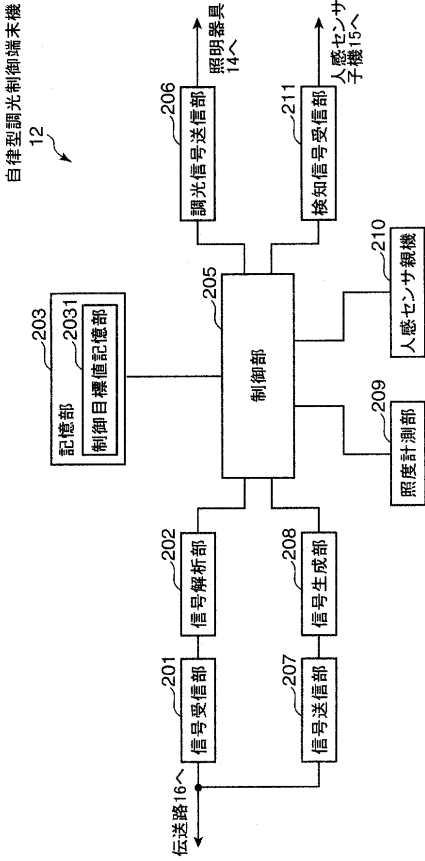 自律型調光制御端末機
12
203
記憶部
2031
制御目標値記憶部
伝送路16へ
201
信号受信部
202
信号解析部
205
制御部
206
調光信号送信部
照明器具
14へ
207
信号送信部
208
信号生成部
211
検知信号受信部
人感センサ
子機15へ
209
照度計測部
210
人感センサ親機